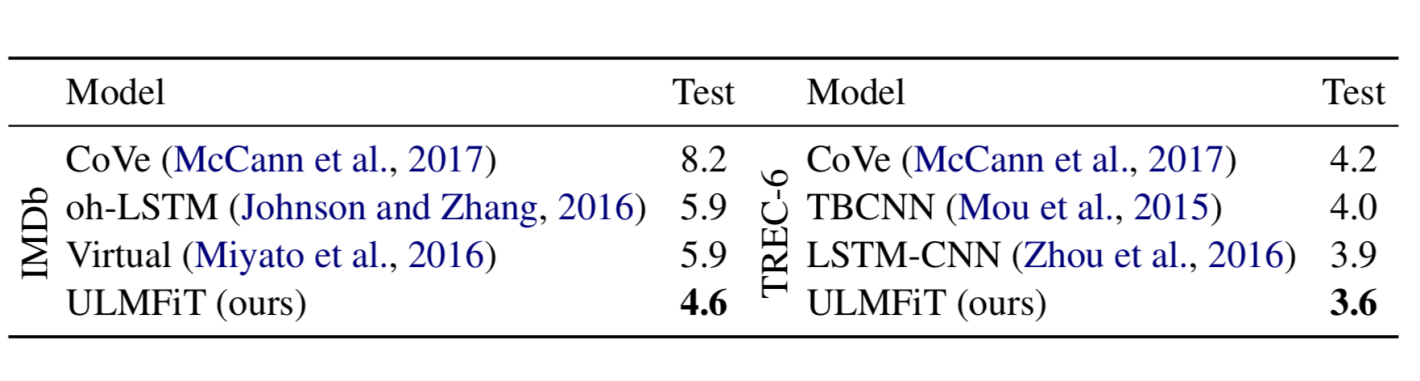 Model Test Model Test
IMDb
CoVe (McCann et al., 2017) 8.2
oh-LSTM (Johnson and Zhang, 2016) 5.9
Virtual (Miyato et al., 2016) 5.9
ULMFiT (ours) 4.6
TREC-6
CoVe (McCann et al., 2017) 4.2
TBCNN (Mou et al., 2015) 4.0
LSTM-CNN (Zhou et al., 2016) 3.9
ULMFiT (ours) 3.6